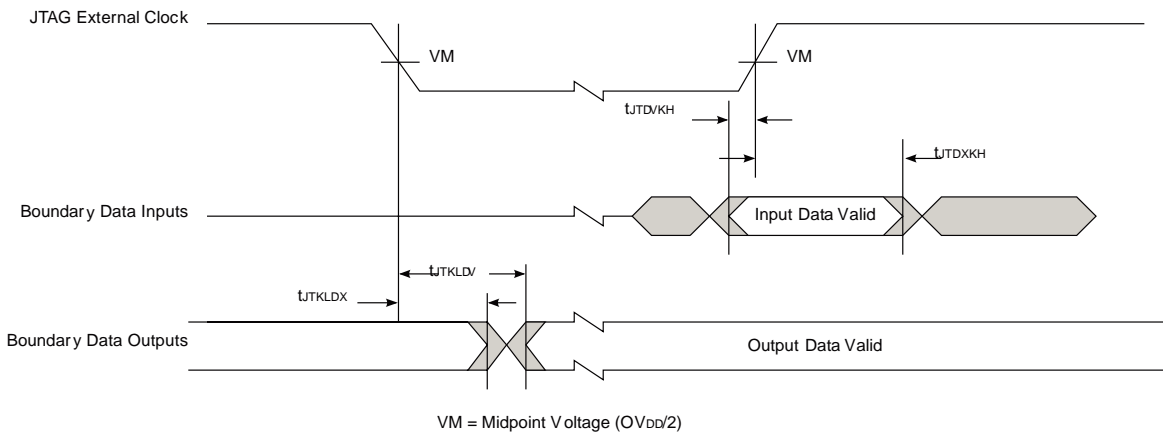 JTAG External Clock
VM
VM
tJTDVKH
tJTDXKH
Boundary Data Inputs
Input Data Valid
tJTKLDV
tJTKLDX
Boundary Data Outputs
Output Data Valid
VM = Midpoint Voltage (OVDD/2)